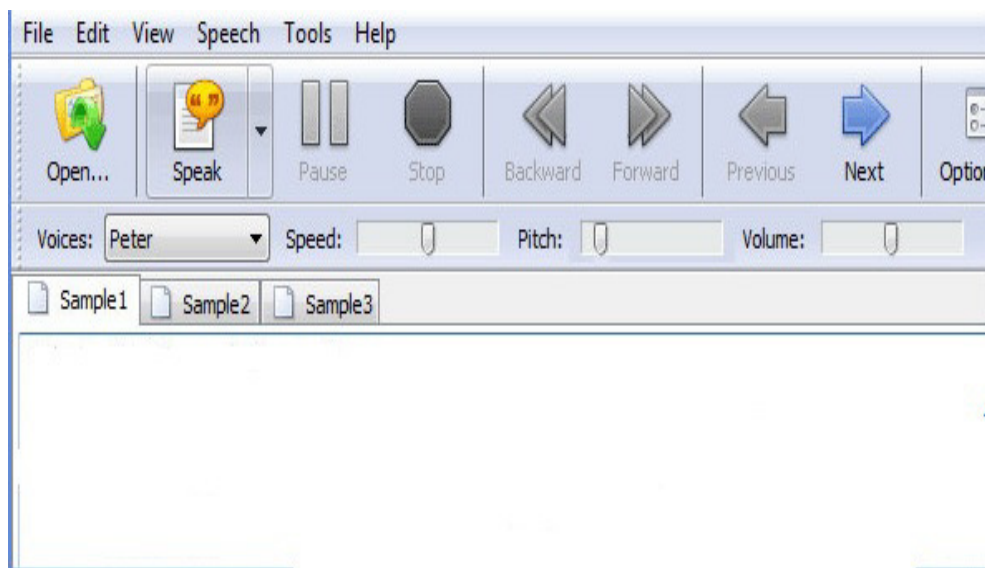 File Edit View Speech Tools Help
“ ”
Open... Speak Pause Stop Backward Forward Previous Next Option
Voices: Peter Speed: Pitch: Volume:
Sample1 Sample2 Sample3